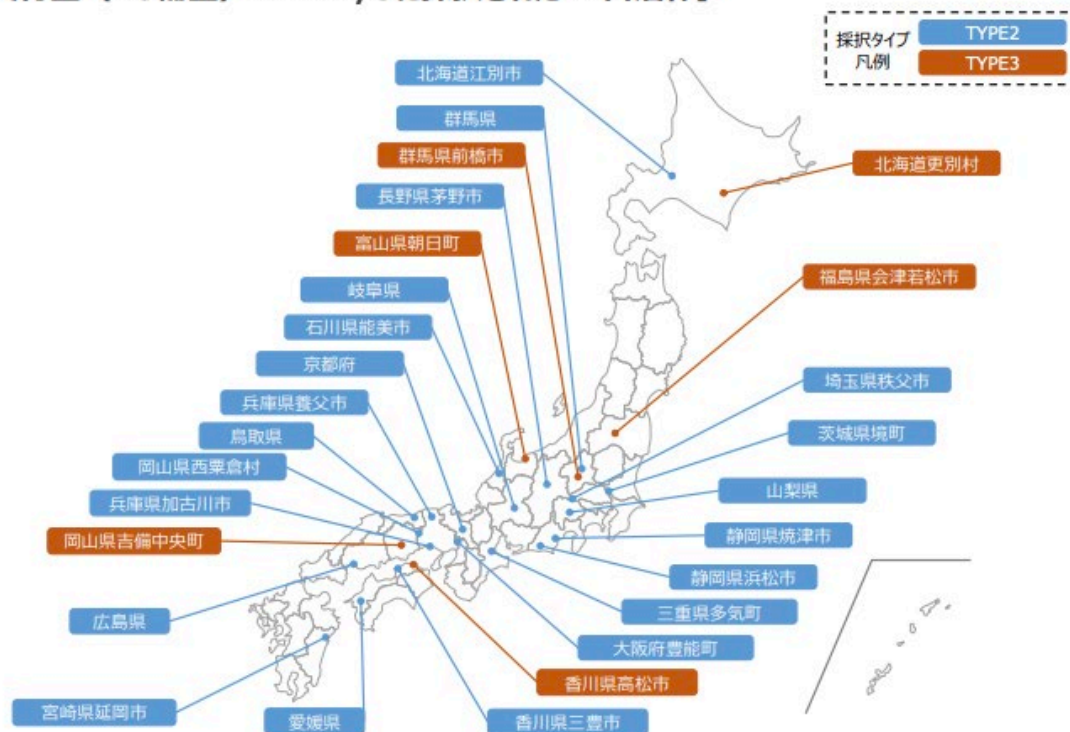 採択タイプ
凡例
TYPE2
TYPE3
北海道江別市
群馬県
群馬県前橋市
北海道更別村
長野県茅野市
富山県朝日町
福島県会津若松市
岐阜県
石川県能美市
京都府
埼玉県秩父市
兵庫県養父市
茨城県境町
鳥取県
岡山県西粟倉村
山梨県
兵庫県加古川市
静岡県焼津市
岡山県吉備中央町
静岡県浜松市
三重県多気町
広島県
大阪府豊能町
香川県高松市
宮崎県延岡市
愛媛県
香川県三豊市